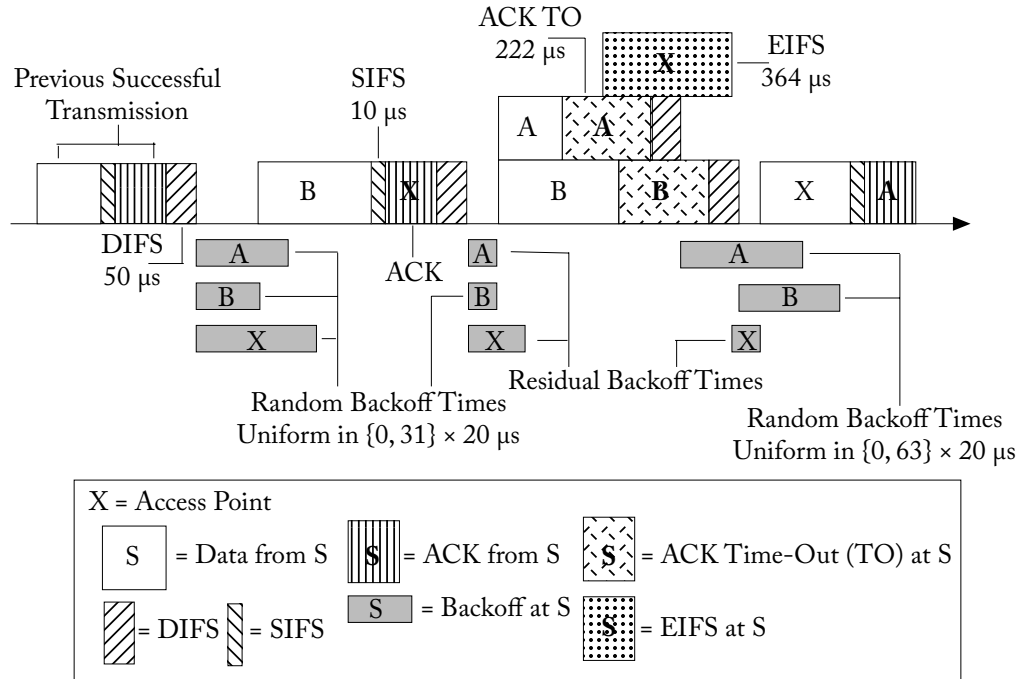 ACK TO
222 µs
EIFS
364 µs
X
Previous Successful
Transmission
SIFS
10 µs
A
A
B
X
B
B
X
A
DIFS
50 µs
ACK
A
A
A
B
B
B
X
X
X
Random Backoff Times
Uniform in {0, 31} × 20 µs
Residual Backoff Times
Random Backoff Times
Uniform in {0, 63} × 20 µs
X = Access Point
S = Data from S
S = ACK from S
S = ACK Time-Out (TO) at S
= DIFS
= SIFS
S = Backoff at S
S = EIFS at S